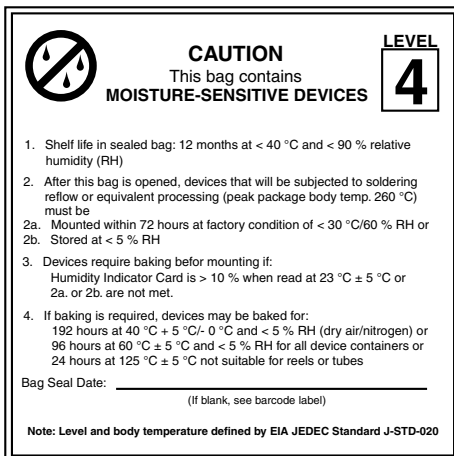 CAUTION
This bag contains
MOISTURE-SENSITIVE DEVICES
LEVEL
4
1. Shelf life in sealed bag: 12 months at < 40 °C and < 90 % relative
humidity (RH)
2. After this bag is opened, devices that will be subjected to soldering
reflow or equivalent processing (peak package body temp. 260 °C)
must be
2a. Mounted within 72 hours at factory condition of < 30 °C/60 % RH or
2b. Stored at < 5 % RH
3. Devices require baking befor mounting if:
Humidity Indicator Card is > 10 % when read at 23 °C ± 5 °C or
2a. or 2b. are not met.
4. If baking is required, devices may be baked for:
192 hours at 40 °C + 5 °C/- 0 °C and < 5 % RH (dry air/nitrogen) or
96 hours at 60 °C ± 5 °C and < 5 % RH for all device containers or
24 hours at 125 °C ± 5 °C not suitable for reels or tubes
Bag Seal Date:
(If blank, see barcode label)
Note: Level and body temperature defined by EIA JEDEC Standard J-STD-020